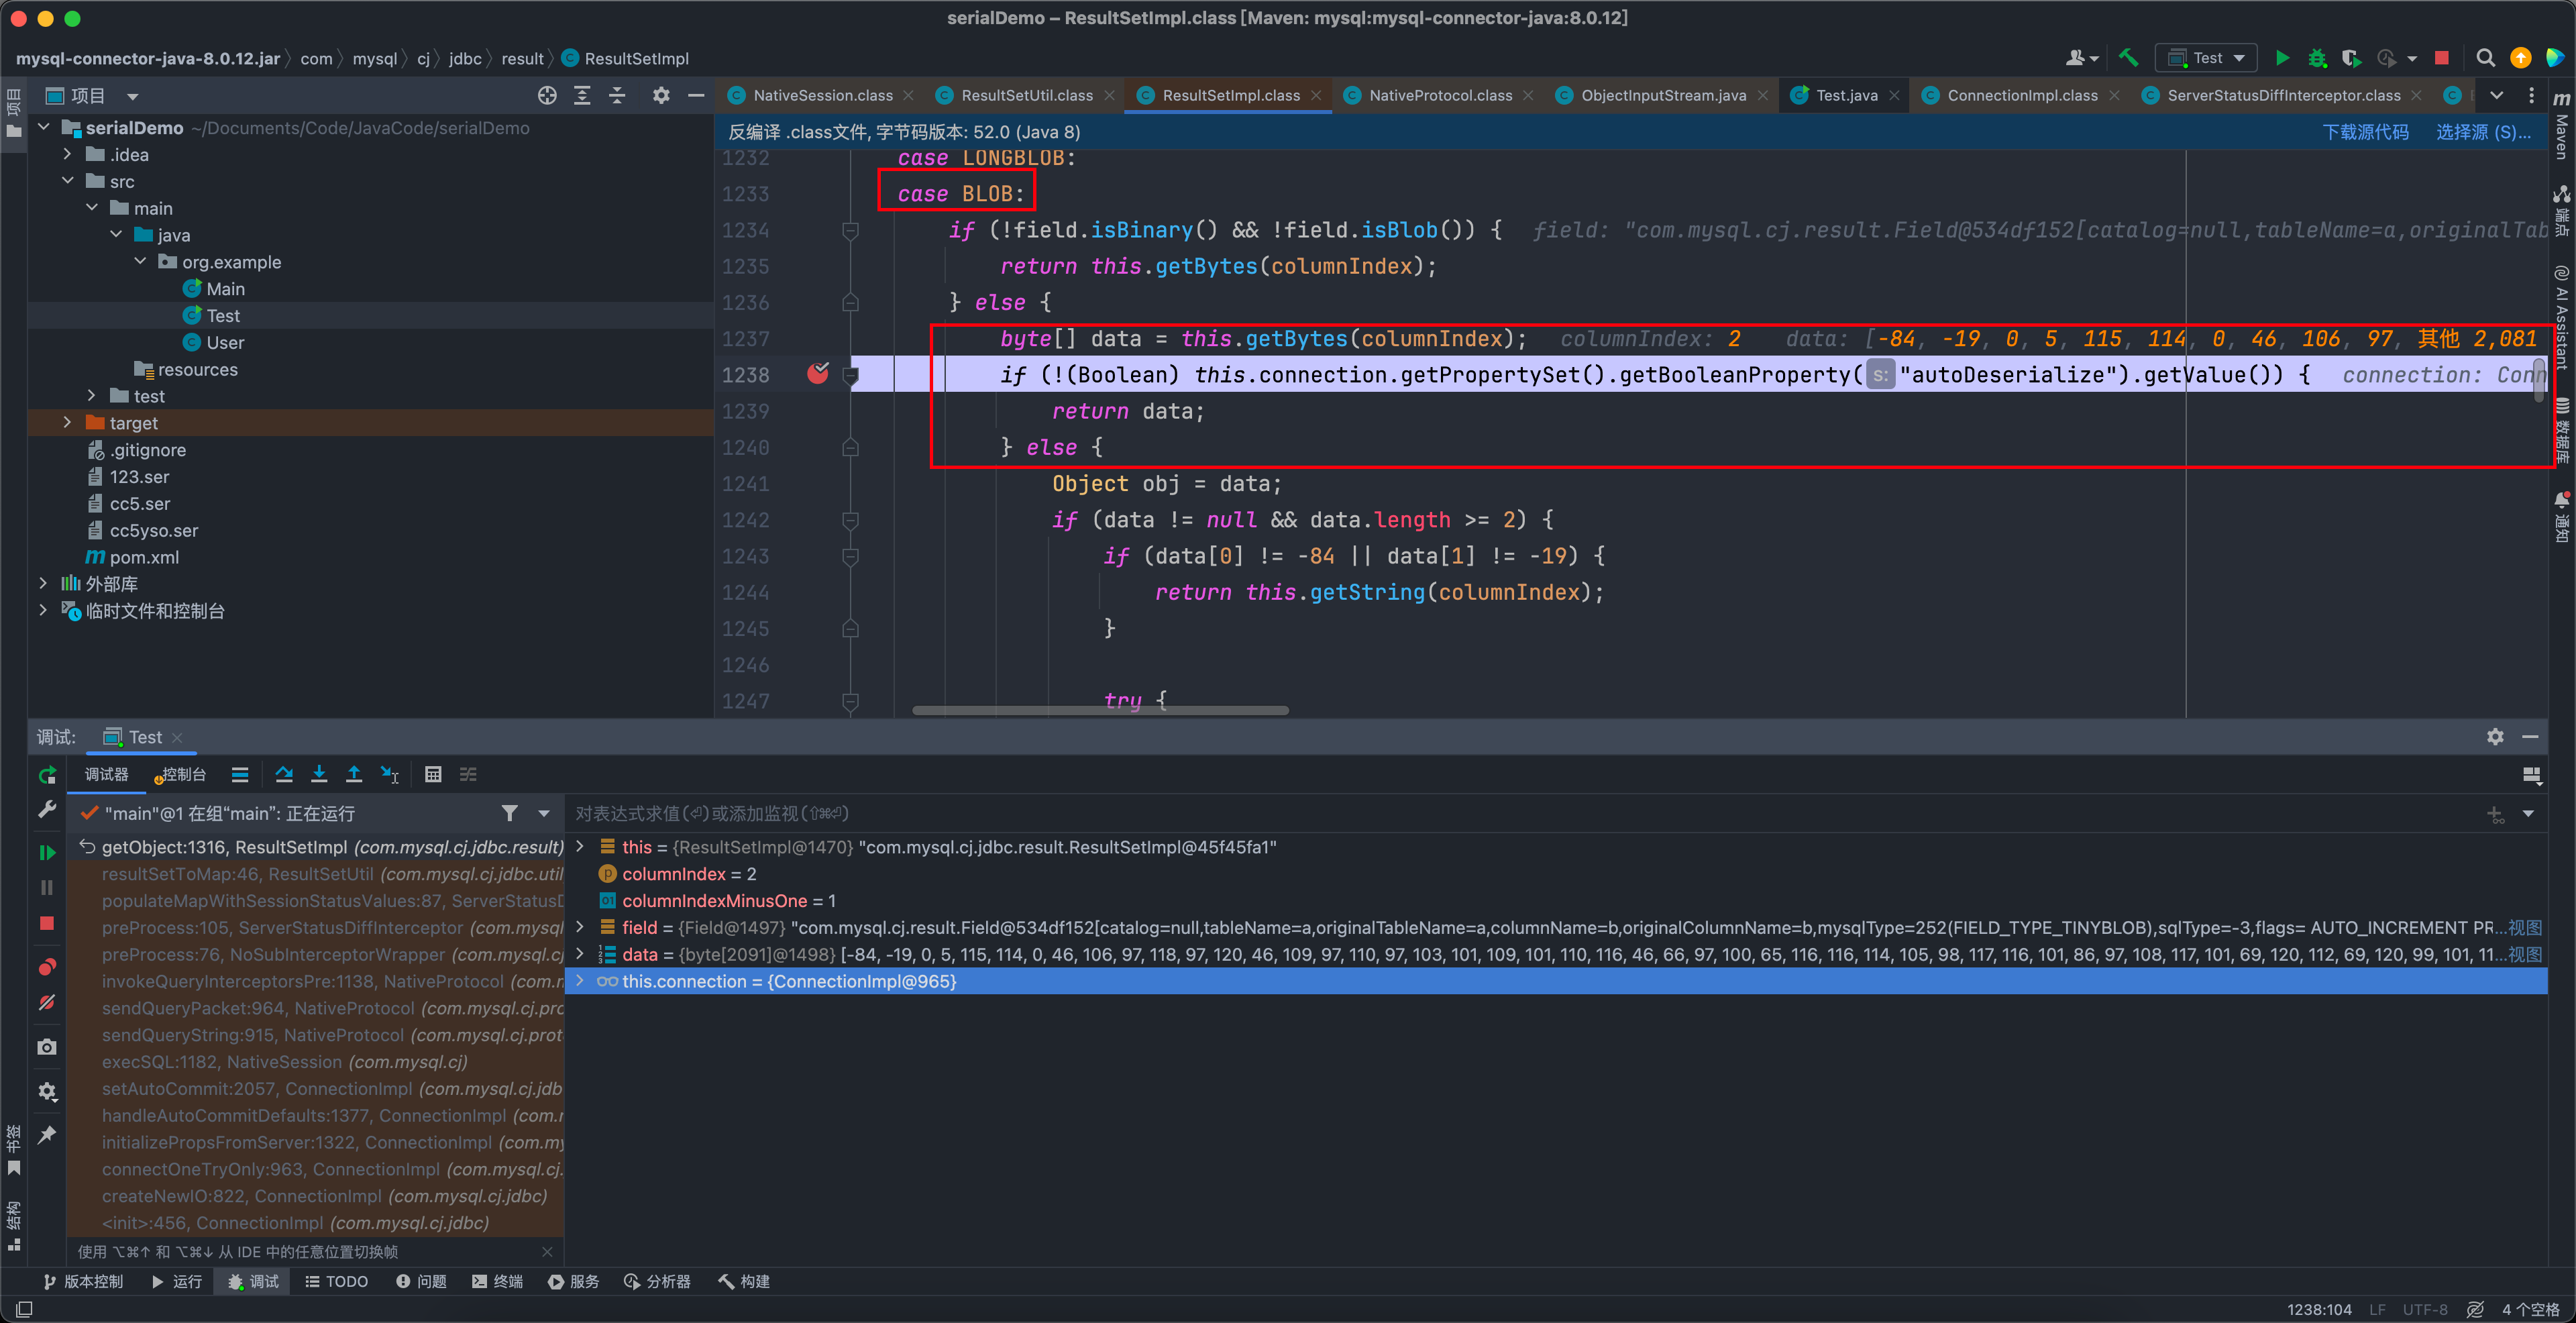 serialDemo – ResultSetImpl.class [Maven: mysql:mysql-connector-java:8.0.12]
mysql-connector-java-8.0.12.jar com mysql cj jdbc result ResultSetImpl
Test
项目
NativeSession.class ResultSetUtil.class ResultSetImpl.class NativeProtocol.class ObjectInputStream.java Test.java ConnectionImpl.class ServerStatusDiffInterceptor.class
反编译 .class文件, 字节码版本: 52.0 (Java 8) 下载源代码 选择源 (S)...
项目
serialDemo ~/Documents/Code/JavaCode/serialDemo
.idea
src
main
java
org.example
Main
Test
User
resources
test
target
.gitignore
123.ser
cc5.ser
cc5yso.ser
pom.xml
外部库
临时文件和控制台
1232 case LONGBLOB:
1233 case BLOB:
1234 if (!field.isBinary() && !field.isBlob()) { field: "com.mysql.cj.result.Field@534df152[catalog=null,tableName=a,originalTab
1235 return this.getBytes(columnIndex);
1236 } else {
1237 byte[] data = this.getBytes(columnIndex); columnIndex: 2 data: [-84, -19, 0, 5, 115, 114, 0, 46, 106, 97, 其他 2,081
1238 if (!(Boolean) this.connection.getPropertySet().getBooleanProperty( s: "autoDeserialize").getValue()) { connection: Conn
1239 return data;
1240 } else {
1241 Object obj = data;
1242 if (data != null && data.length >= 2) {
1243 if (data[0] != -84 || data[1] != -19) {
1244 return this.getString(columnIndex);
1245 }
1246
1247 try {
Maven
端点
AI Assistant
数据库
通知
调试: Test
调试器 控制台
"main"@1 在组“main”: 正在运行
getObject:1316, ResultSetImpl (com.mysql.cj.jdbc.result)
resultSetToMap:46, ResultSetUtil (com.mysql.cj.jdbc.util
populateMapWithSessionStatusValues:87, ServerStatusD
preProcess:105, ServerStatusDiffInterceptor (com.mysql
preProcess:76, NoSubInterceptorWrapper (com.mysql.cj
invokeQueryInterceptorsPre:1138, NativeProtocol (com.m
sendQueryPacket:964, NativeProtocol (com.mysql.cj.prc
sendQueryString:915, NativeProtocol (com.mysql.cj.prot
execSQL:1182, NativeSession (com.mysql.cj)
setAutoCommit:2057, ConnectionImpl (com.mysql.cj.jdb
handleAutoCommitDefaults:1377, ConnectionImpl (com.m
initializePropsFromServer:1322, ConnectionImpl (com.my
connectOneTryOnly:963, ConnectionImpl (com.mysql.cj.
createNewIO:822, ConnectionImpl (com.mysql.cj.jdbc)
<init>:456, ConnectionImpl (com.mysql.cj.jdbc)
使用 ⌥⌘↑ 和 ⌥⌘↓ 从 IDE 中的任意位置切换帧
对表达式求值(⏎)或添加监视(⇧⌘⏎)
this = {ResultSetImpl@1470} "com.mysql.cj.jdbc.result.ResultSetImpl@45f45fa1"
columnIndex = 2
columnIndexMinusOne = 1
field = {Field@1497} "com.mysql.cj.result.Field@534df152[catalog=null,tableName=a,originalTableName=a,columnName=b,originalColumnName=b,mysqlType=252(FIELD_TYPE_TINYBLOB),sqlType=-3,flags= AUTO_INCREMENT PR...视图
data = {byte[2091]@1498} [-84, -19, 0, 5, 115, 114, 0, 46, 106, 97, 118, 97, 120, 46, 109, 97, 110, 97, 103, 101, 109, 101, 110, 116, 46, 66, 97, 100, 65, 116, 116, 114, 105, 98, 117, 116, 101, 86, 97, 108, 117, 101, 69, 120, 112, 69, 120, 99, 101, 11...视图
this.connection = {ConnectionImpl@965}
书签
结构
版本控制 运行 调试 TODO 问题 终端 服务 分析器 构建
1238:104 LF UTF-8 4 个空格